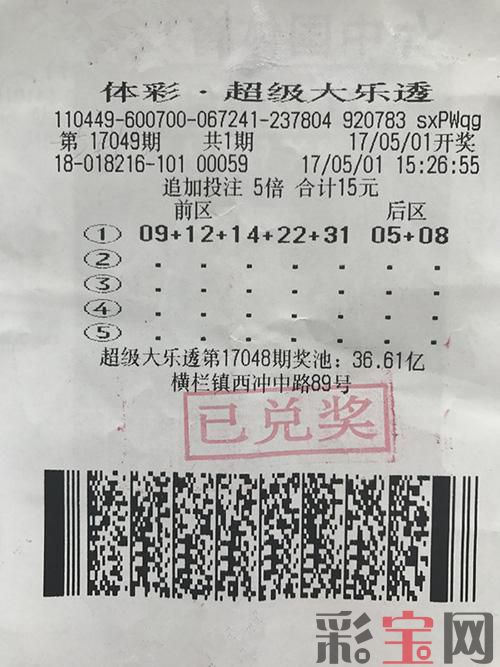 体彩·超级大乐透
110449-600700-067241-237804 920783 sxPWqg
第 17049期 共1期 17/05/01开奖
18-018216-101 00059 17/05/01 15:26:55
追加投注 5倍 合计15元
前区 后区
① 09+12+14+22+31 05+08
② . . . . . . .
③ . . . . . . .
④ . . . . . . .
⑤ . . . . . . .
超级大乐透第17048期奖池：36.61亿
横栏镇西冲中路89号
已兑奖
彩宝网